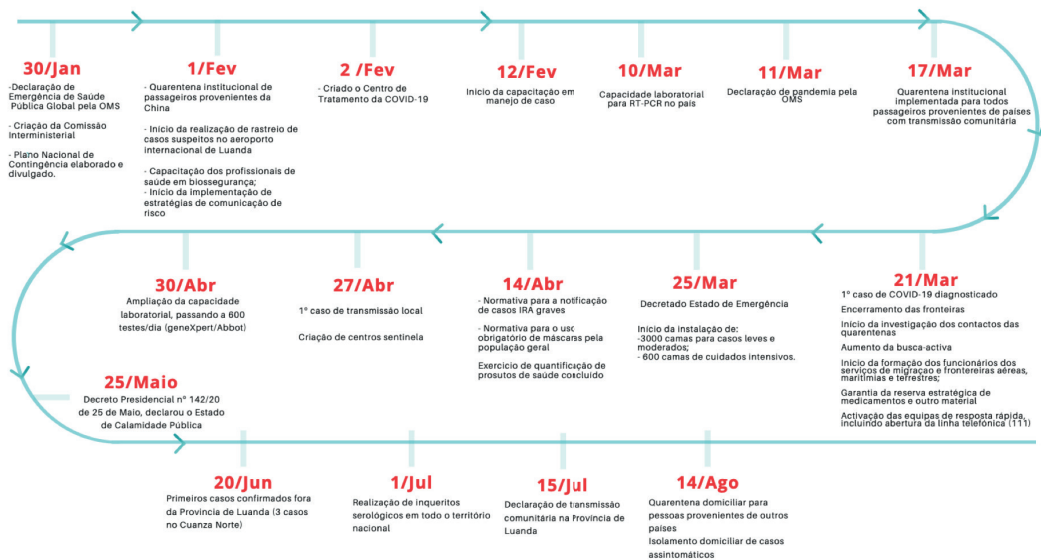 30/Jan
-Declaração de
Emergência de Saúde
Pública Global pela OMS
- Criação da Comissão
Interministerial
- Plano Nacional de
Contingência elaborado e
divulgado.
1/Fev
- Quarentena institucional de
passageiros provenientes da
China
- Início da realização de rastreio de
casos suspeitos no aeroporto
internacional de Luanda
- Capacitação dos profissionais de
saúde em biossegurança;
- Início da implementação de
estratégias de comunicação de
risco
2 /Fev
- Criado o Centro de
Tratamento da COVID-19
12/Fev
Início da capacitação em
manejo de caso
10/Mar
Capacidade laboratorial
para RT-PCR no país
11/Mar
Declaração de pandemia pela
OMS
17/Mar
Quarentena institucional
implementada para todos
passageiros provenientes de países
com transmissão comunitária
21/Mar
1º caso de COVID-19 diagnosticado
Encerramento das fronteiras
Início da investigação dos contactos das
quarentenas
Aumento da busca-activa
Início da formação dos funcionários dos
serviços de migraçao e frontereiras aéreas,
marítimias e terrestres;
Garantia da reserva estratégica de
medicamentos e outro material
Activação das equipas de resposta rápida,
incluindo abertura da linha telefónica (111)
25/Mar
Decretado Estado de Emergência
Início da instalação de:
-3000 camas para casos leves e
moderados;
- 600 camas de cuidados intensivos.
14/Abr
- Normativa para a notificação
de casos IRA graves
- Normativa para o uso
obrigatório de máscaras pela
população geral
Exercício de quantificação de
prosutos de saúde concluído
27/Abr
1º caso de transmissão local
Criação de centros sentinela
30/Abr
Ampliação da capacidade
laboratorial, passando a 600
testes/dia (geneXpert/Abbot)
25/Maio
Decreto Presidencial nº 142/20
de 25 de Maio, declarou o Estado
de Calamidade Pública
20/Jun
Primeiros casos confirmados fora
da Provincia de Luanda (3 casos
no Cuanza Norte)
1/Jul
Realização de inqueritos
serológicos em todo o território
nacional
15/Jul
Declaração de transmissão
comunitária na Provincia de
Luanda
14/Ago
Quarentena domiciliar para
pessoas provenientes de outros
países
Isolamento domiciliar de casos
assintomáticos